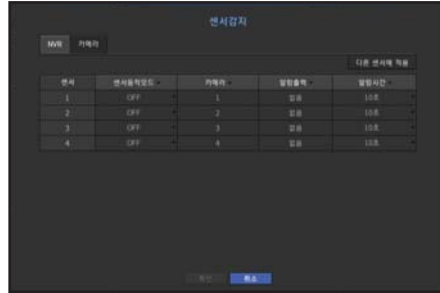 센서감지
NVR 카메라
다른 센서에 적용
센서 센서동작모드 카메라 알람출력 알람시간
1 OFF 1 없음 10초
2 OFF 2 없음 10초
3 OFF 3 없음 10초
4 OFF 4 없음 10초
확인 취소